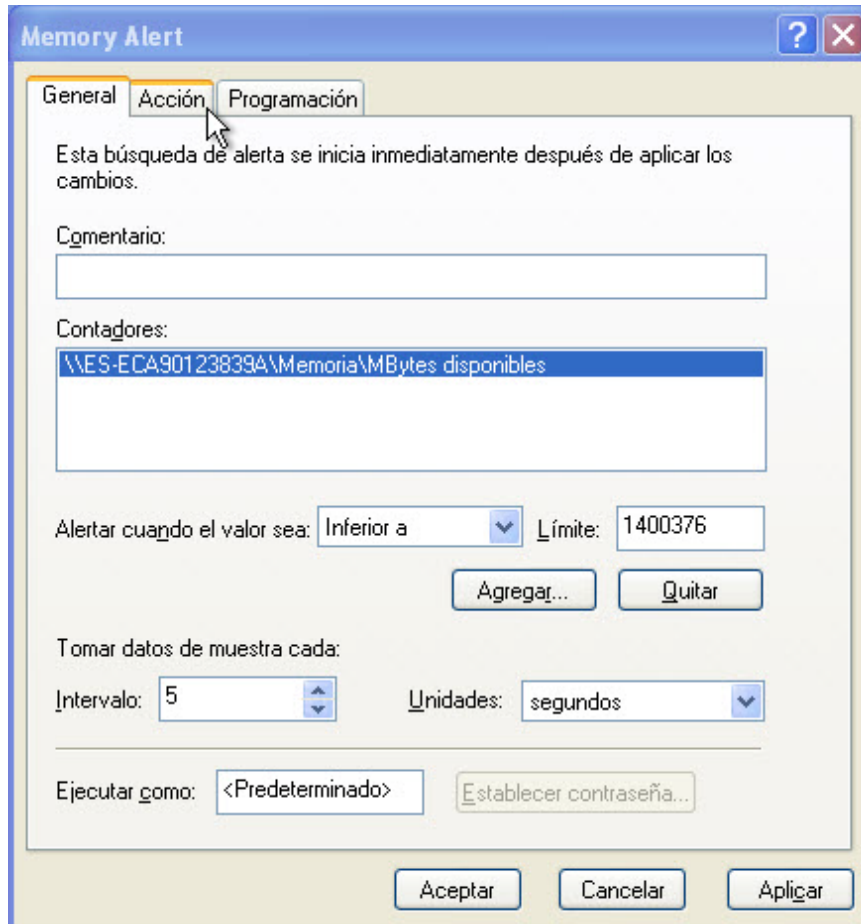 Memory Alert
General Acción Programación
Esta búsqueda de alerta se inicia inmediatamente después de aplicar los
cambios.
Comentario:
Contadores:
\\ES-ECA90123839A\Memoria\MBytes disponibles
Alertar cuando el valor sea: Inferior a Límite: 1400376
Agregar... Quitar
Tomar datos de muestra cada:
Intervalo: 5 Unidades: segundos
Ejecutar como: <Predeterminado> Establecer contraseña...
Aceptar Cancelar Aplicar